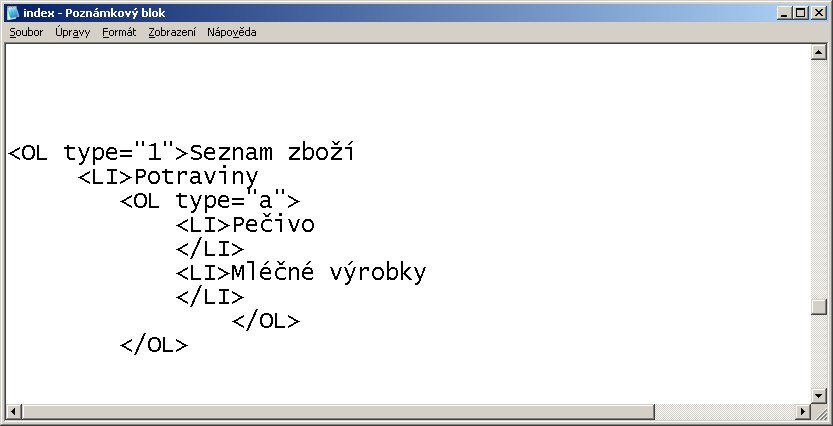 index - Poznámkový blok
Soubor Úpravy Formát Zobrazení Nápověda
<OL type="1">Seznam zboží
<LI>Potraviny
<OL type="a">
<LI>Pečivo
</LI>
<LI>Mléčné výrobky
</LI>
</OL>
</OL>